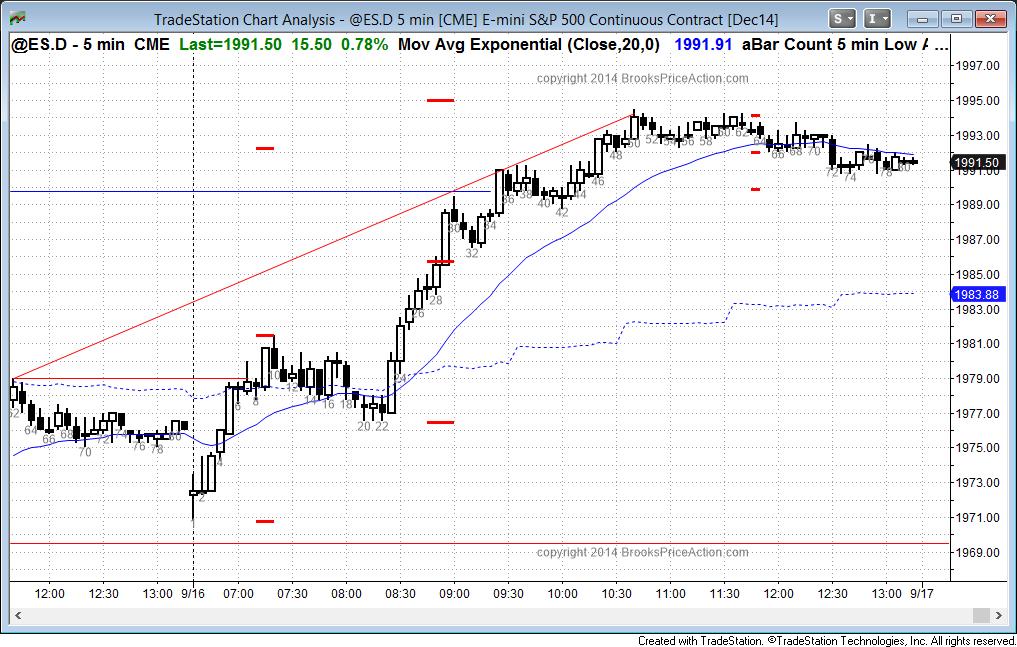 TradeStation Chart Analysis - @ES.D 5 min [CME] E-mini S&P 500 Continuous Contract [Dec14]
S I
@ES.D - 5 min CME Last=1991.50 15.50 0.78% Mov Avg Exponential (Close,20,0) 1991.91 aBar Count 5 min Low A ...
copyright 2014 BrooksPriceAction.com
1997.00
1995.00
1993.00
1991.50
1991.00
1989.00
1987.00
1985.00
1983.88
1983.00
1981.00
1979.00
1977.00
1975.00
1973.00
1971.00
1969.00
48 50 52 54 56 58 60 62 64 66 68 70 72 74 78 80
36 38 40 42 44 46
30 32 34
26 28
24
62 64 66 68 70 72 74 76 78 80
2 4 6 8 10 12 14 16 18 20 22
copyright 2014 BrooksPriceAction.com
12:00 12:30 13:00 9/16 07:00 07:30 08:00 08:30 09:00 09:30 10:00 10:30 11:00 11:30 12:00 12:30 13:00 9/17
Created with TradeStation. ©TradeStation Technologies, Inc. All rights reserved.